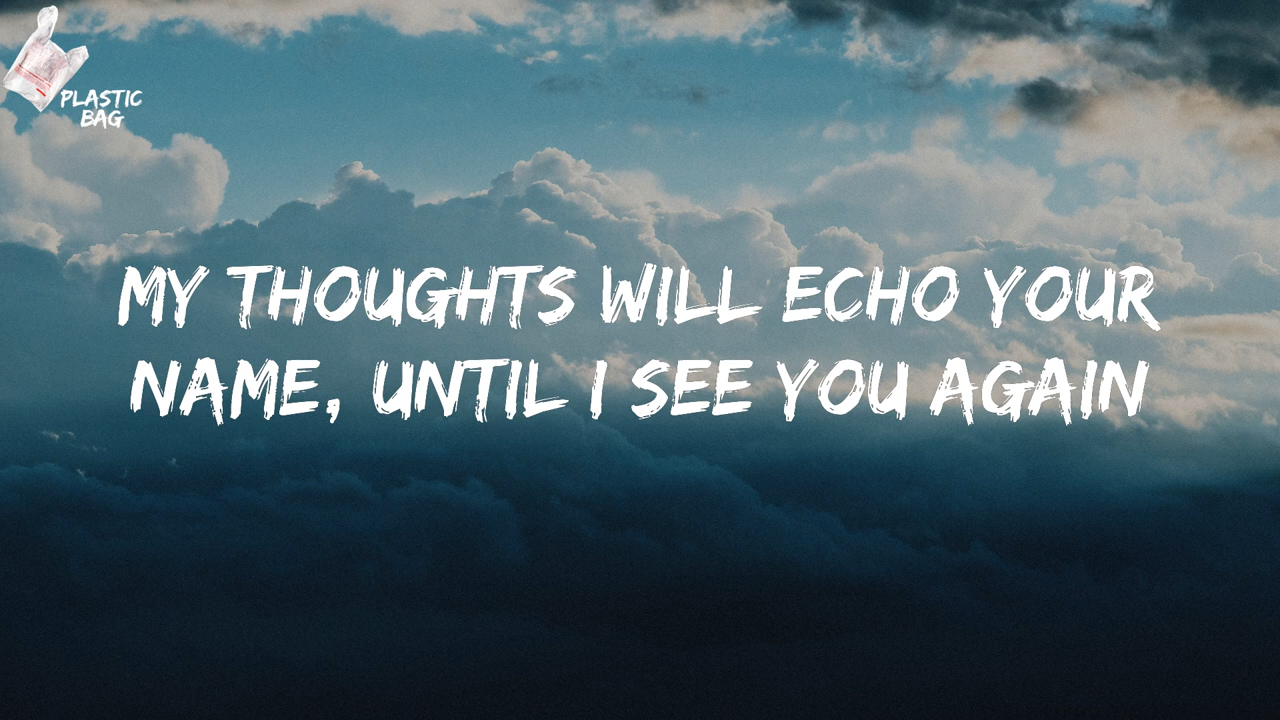 PLASTIC
BAG
MY THOUGHTS WILL ECHO YOUR
NAME, UNTIL I SEE YOU AGAIN